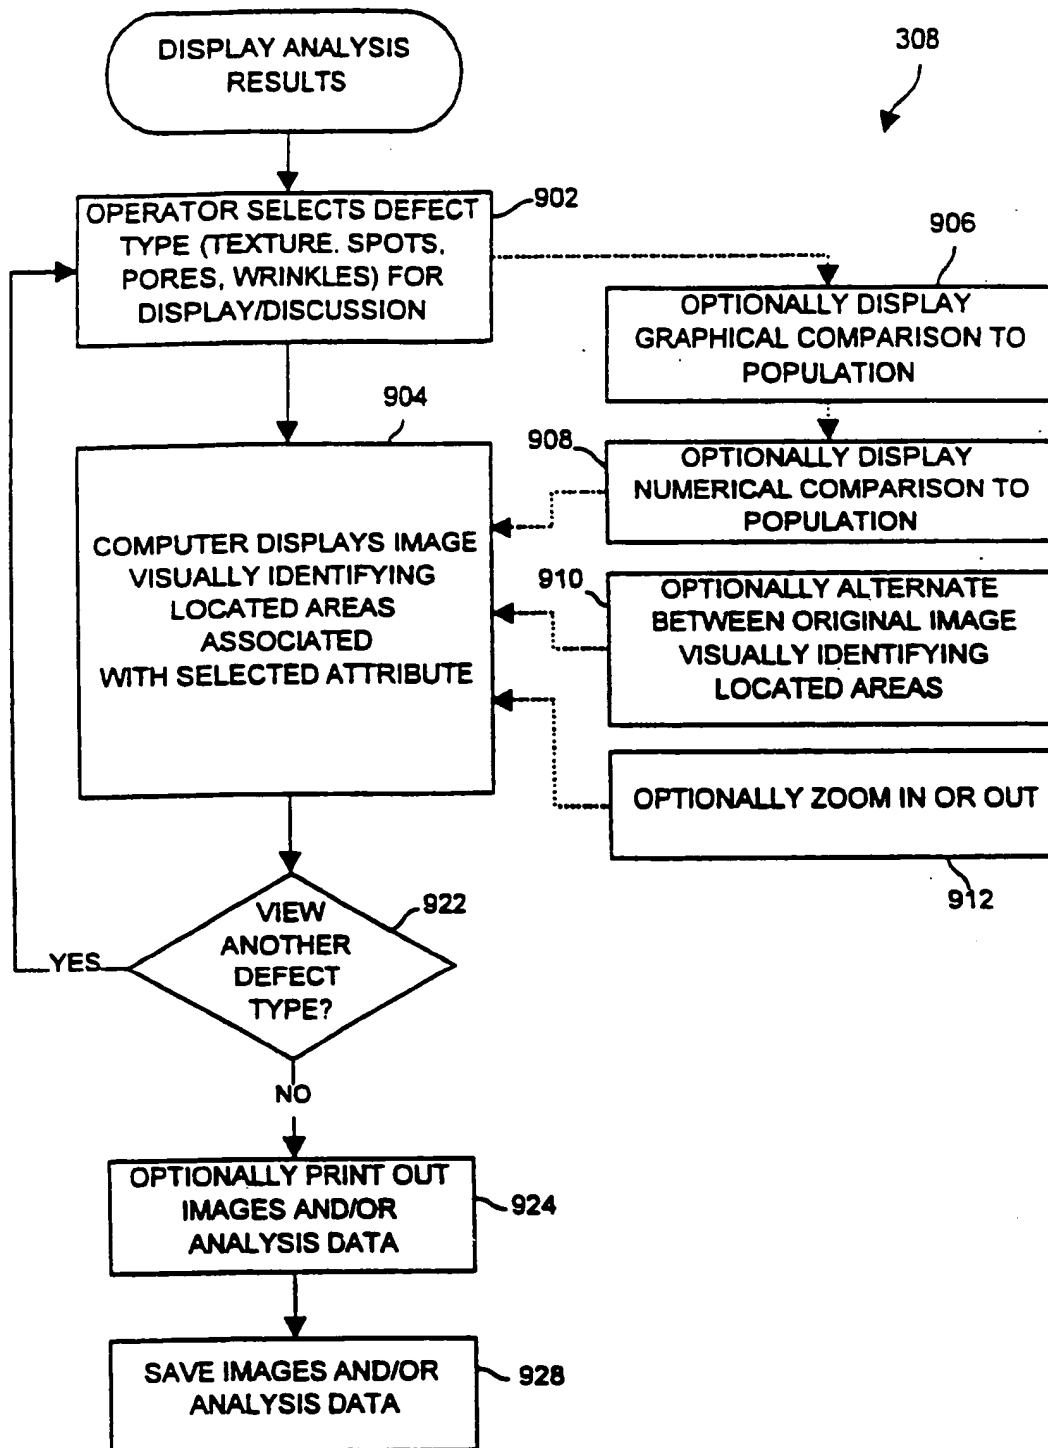 DISPLAY ANALYSIS
RESULTS
308
OPERATOR SELECTS DEFECT
TYPE (TEXTURE. SPOTS,
PORES, WRINKLES) FOR
DISPLAY/DISCUSSION
902
906
OPTIONALLY DISPLAY
GRAPHICAL COMPARISON TO
POPULATION
904
908
OPTIONALLY DISPLAY
NUMERICAL COMPARISON TO
POPULATION
COMPUTER DISPLAYS IMAGE
VISUALLY IDENTIFYING
LOCATED AREAS
ASSOCIATED
WITH SELECTED ATTRIBUTE
910
OPTIONALLY ALTERNATE
BETWEEN ORIGINAL IMAGE
VISUALLY IDENTIFYING
LOCATED AREAS
OPTIONALLY ZOOM IN OR OUT
912
VIEW
ANOTHER
DEFECT
TYPE?
922
YES
NO
OPTIONALLY PRINT OUT
IMAGES AND/OR
ANALYSIS DATA
924
SAVE IMAGES AND/OR
ANALYSIS DATA
928